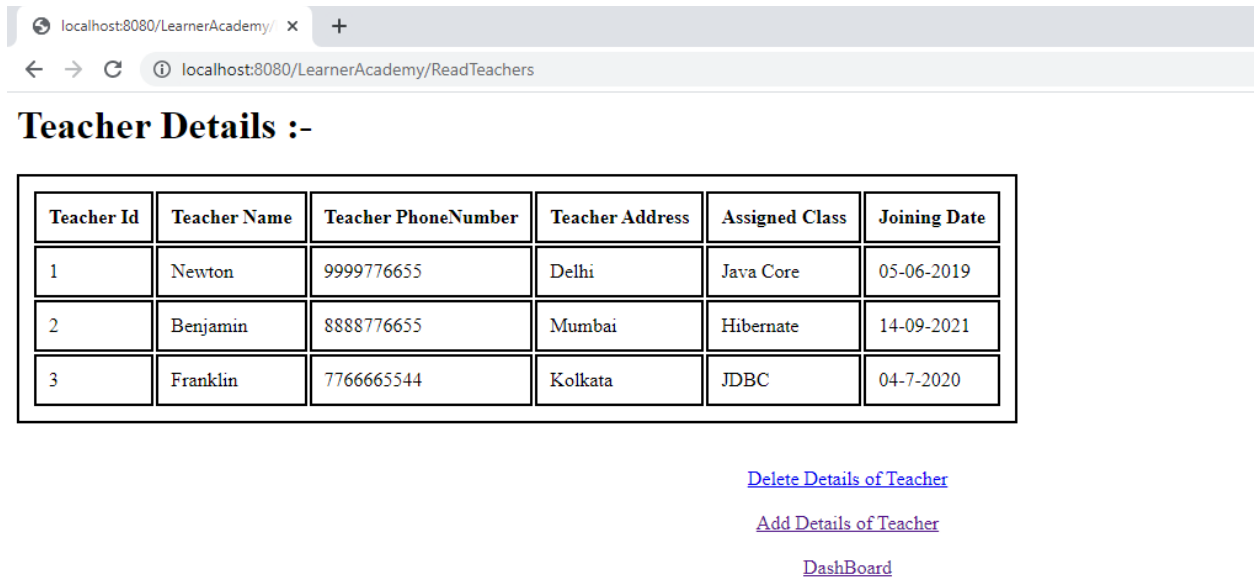 localhost:8080/LearnerAcademy/
localhost:8080/LearnerAcademy/ReadTeachers
Teacher Details :-
Teacher Id Teacher Name Teacher PhoneNumber Teacher Address Assigned Class Joining Date
1 Newton 9999776655 Delhi Java Core 05-06-2019
2 Benjamin 8888776655 Mumbai Hibernate 14-09-2021
3 Franklin 7766665544 Kolkata JDBC 04-7-2020
Delete Details of Teacher
Add Details of Teacher
DashBoard